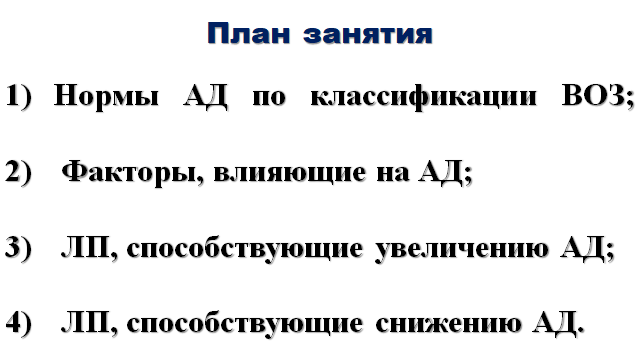 План занятия
1) Нормы АД по классификации ВОЗ;
2) Факторы, влияющие на АД;
3) ЛП, способствующие увеличению АД;
4) ЛП, способствующие снижению АД.